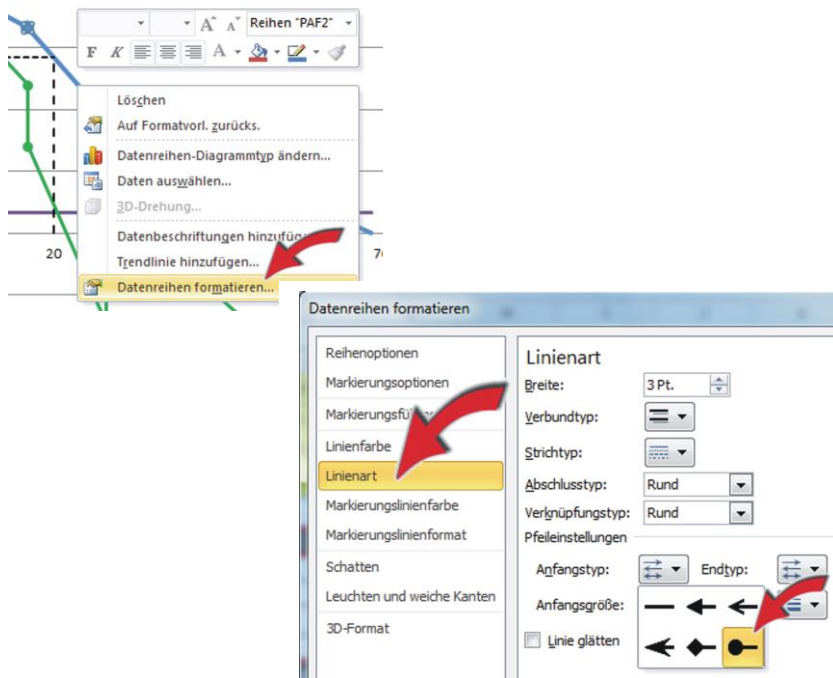 Reihen "PAF2"
F K A
Löschen
Auf Formatvorl. zurücks.
Datenreihen-Diagrammtyp ändern...
Daten auswählen...
3D-Drehung...
Datenbeschriftungen
Trendlinie hinzufügen...
Datenreihen formatieren...
20
Datenreihen formatieren
Reihenoptionen
Markierungsoptionen
Linienfarbe
Linienart
Markierungslinienfarbe
Markierungslinienformat
Schatten
Leuchten und weiche Kanten
3D-Format
Linienart
Breite: 3 Pt.
Verbundtyp:
Strichtyp:
Abschlusstyp: Rund
Verknüpfungstyp: Rund
Pfeileinstellungen
Anfangstyp: Endtyp:
Anfangsgröße:
Linie glätten